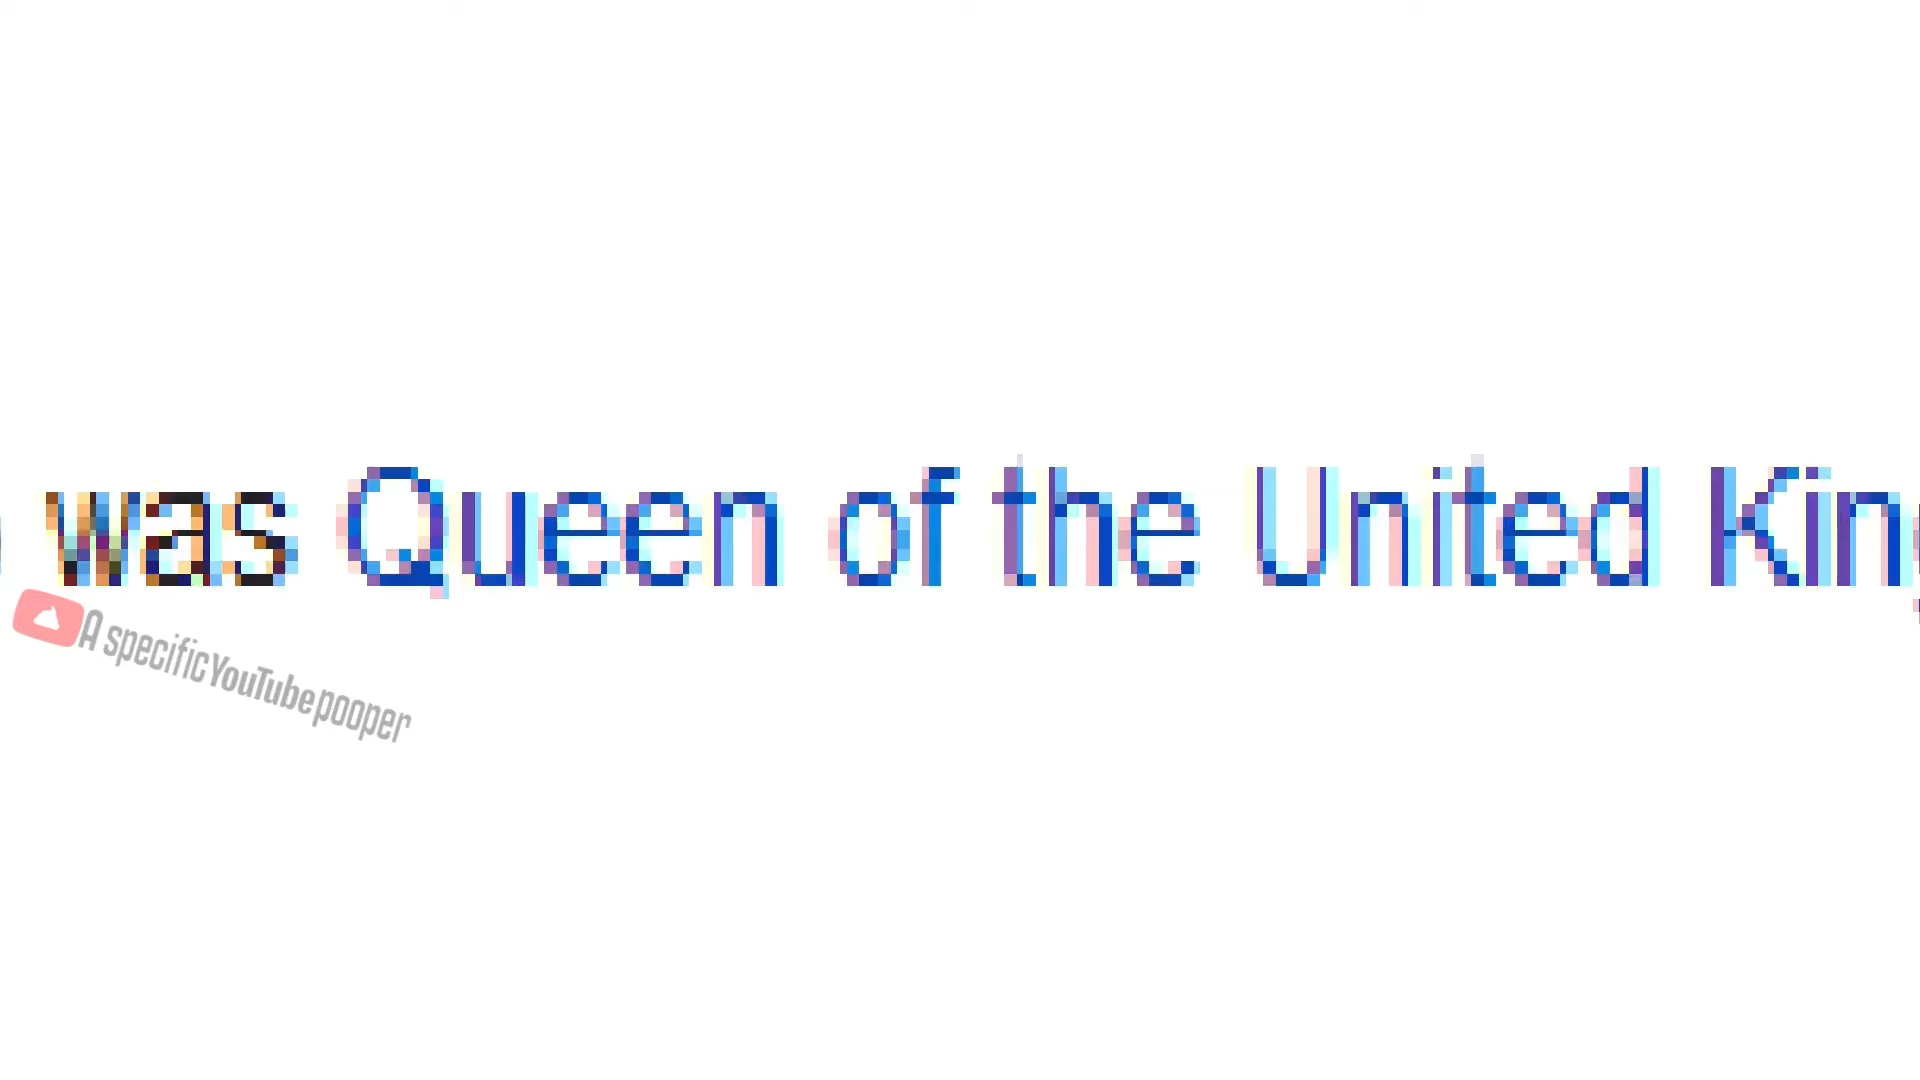 was Queen of the United Kin
A specific YouTube pooper